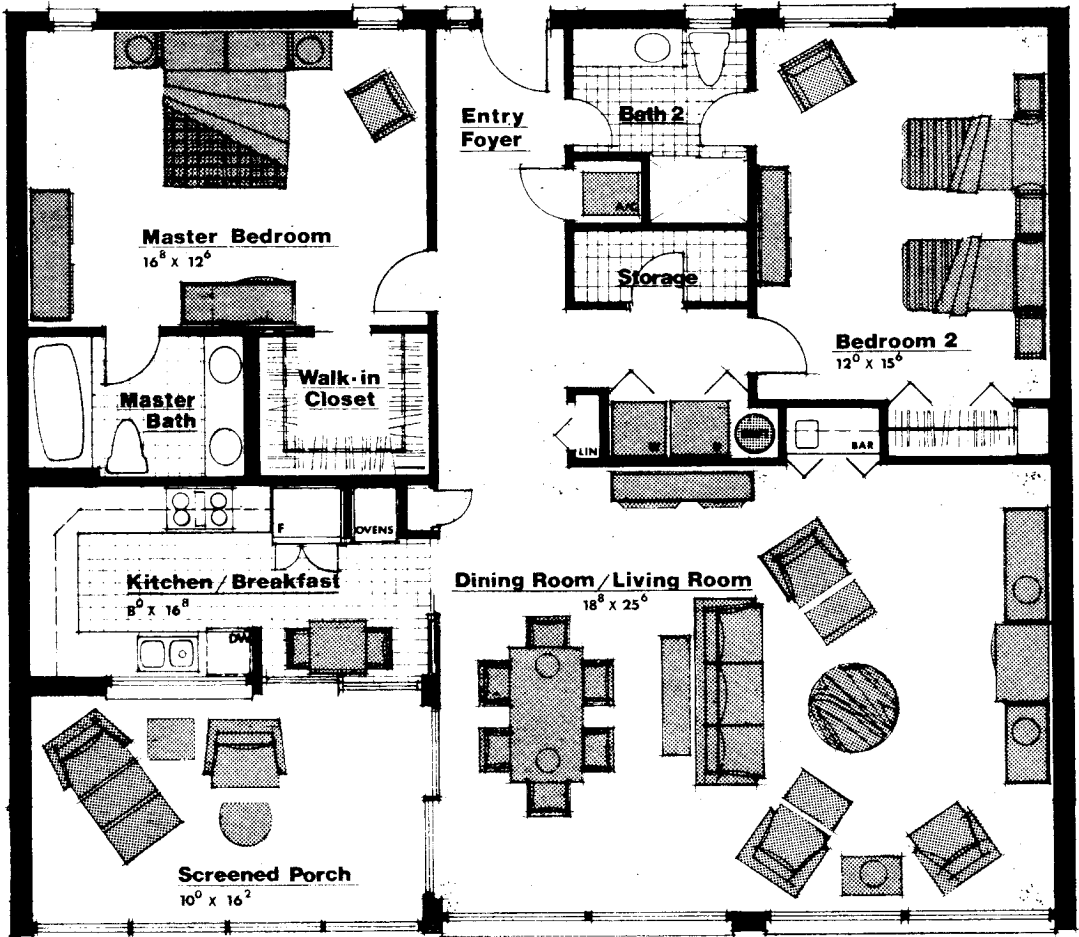 Entry
Foyer
Bath 2
A/C
Master Bedroom
16⁸ X 12⁶
Storage
Bedroom 2
12⁰ X 15⁶
Walk-in
Closet
Master
Bath
LIN
W
D
BAR
F
OVENS
Kitchen/Breakfast
8⁰ X 16⁸
Dining Room/Living Room
18⁸ X 25⁶
DW
Screened Porch
10⁰ X 16²